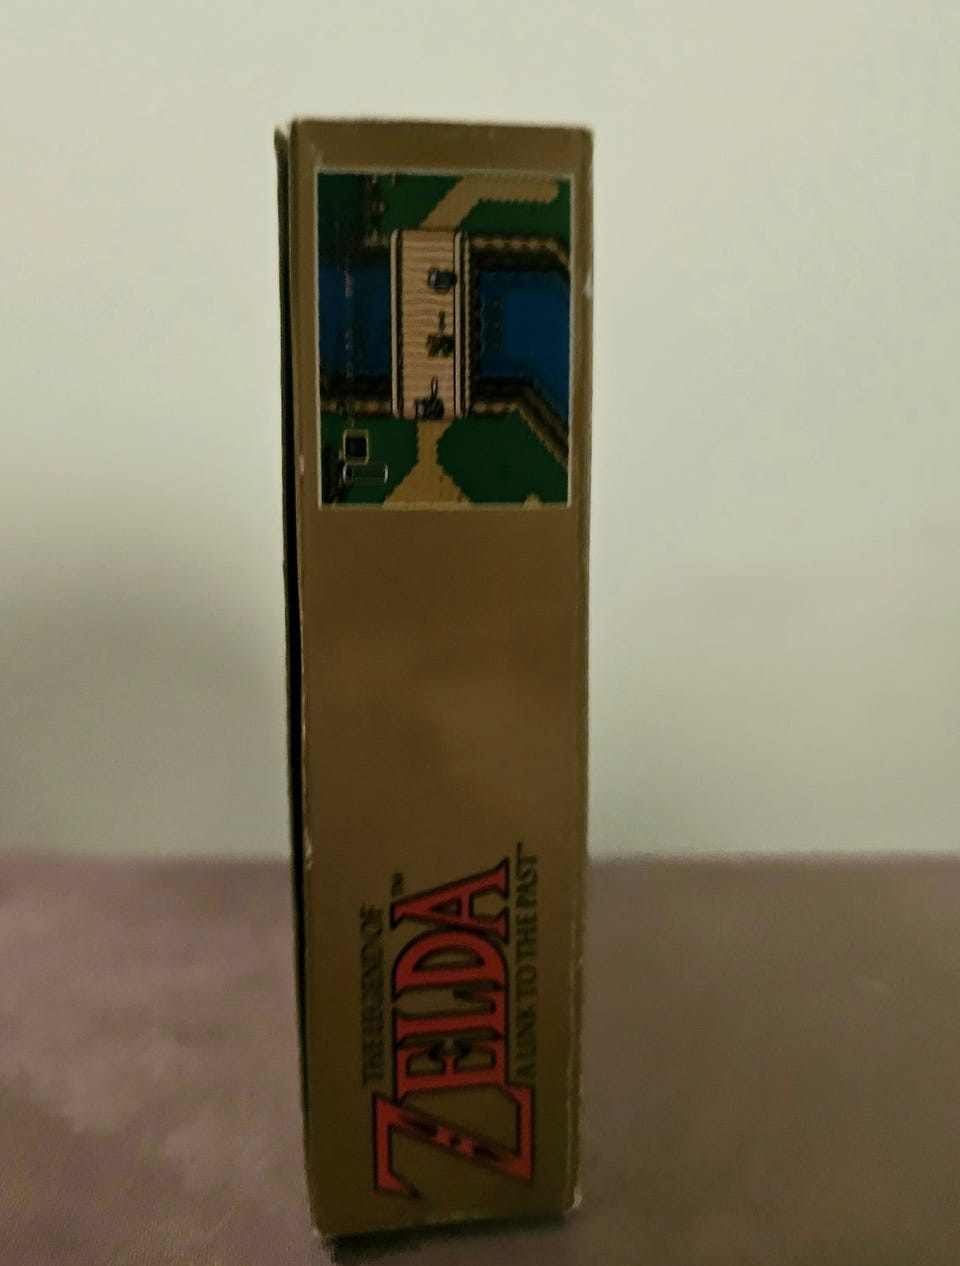 THE LEGEND OF
ZELDA™
A LINK TO THE PAST™